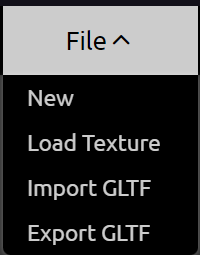 File
New
Load Texture
Import GLTF
Export GLTF